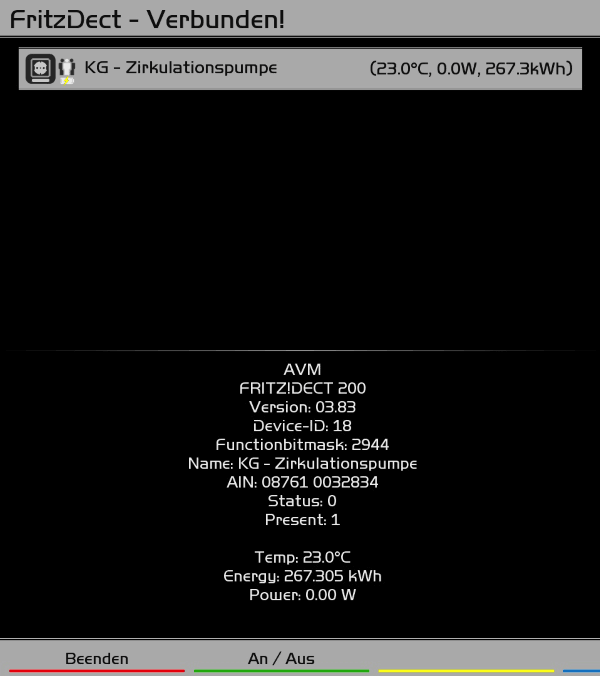 FritzDect - Verbunden!
KG - Zirkulationspumpe (23.0°C, 0.0W, 267.3kWh)
AVM
FRITZ!DECT 200
Version: 03.83
Device-ID: 18
Functionbitmask: 2944
Name: KG - Zirkulationspumpe
AIN: 08761 0032834
Status: 0
Present: 1
Temp: 23.0°C
Energy: 267.305 kWh
Power: 0.00 W
Beenden An / Aus